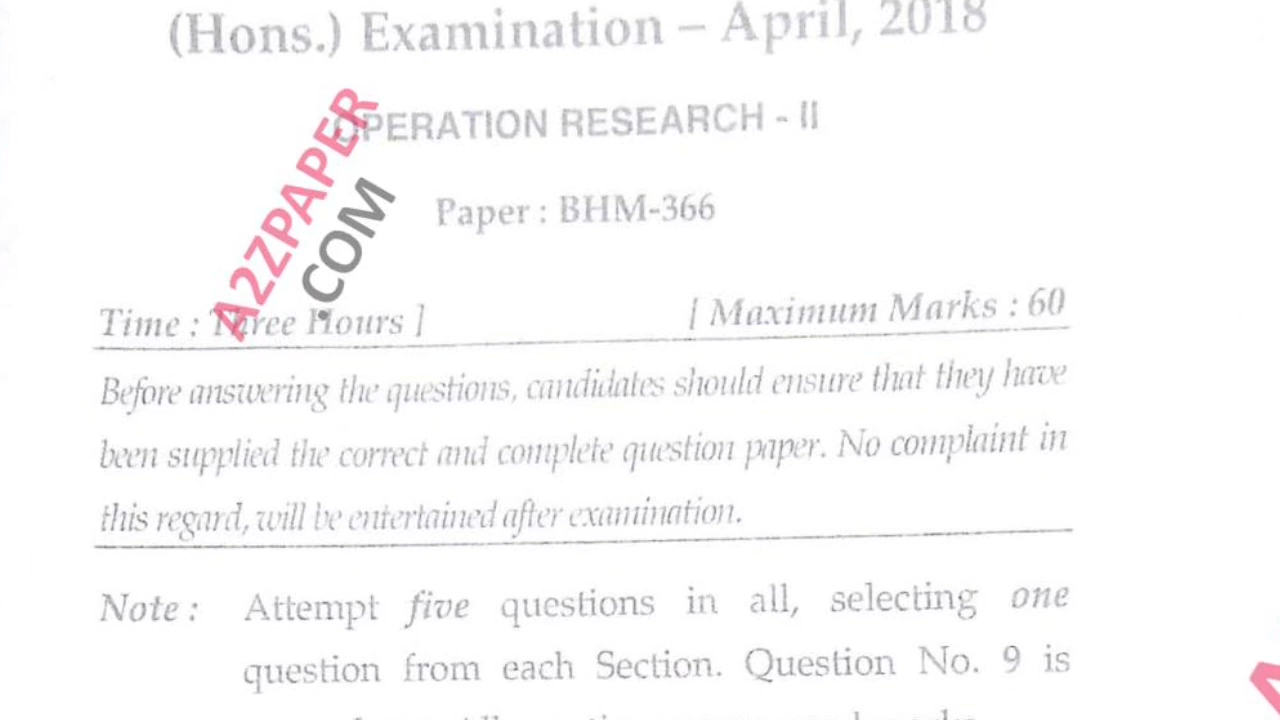 (Hons.) Examination – April, 2018
OPERATION RESEARCH - II
Paper : BHM-366
A2ZPAPER
.COM
Time : Three Hours ]
[ Maximum Marks : 60
Before answering the questions, candidates should ensure that they have
been supplied the correct and complete question paper. No complaint in
this regard, will be entertained after examination.
Note : Attempt five questions in all, selecting one
question from each Section. Question No. 9 is